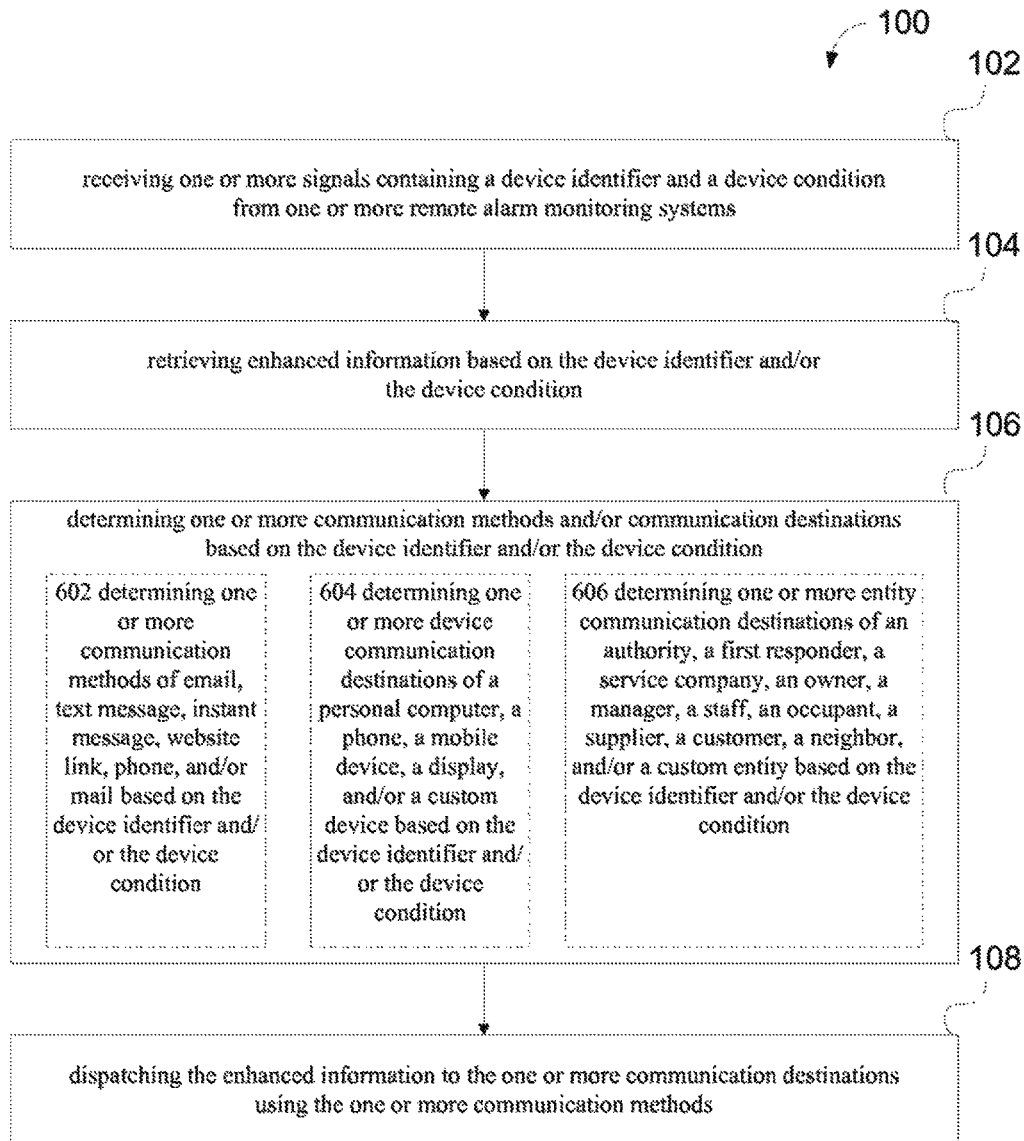 100
102
receiving one or more signals containing a device identifier and a device condition
from one or more remote alarm monitoring systems
104
retrieving enhanced information based on the device identifier and/or
the device condition
106
determining one or more communication methods and/or communication destinations
based on the device identifier and/or the device condition
602 determining one
or more
communication
methods of email,
text message, instant
message, website
link, phone, and/or
mail based on the
device identifier and/
or the device
condition
604 determining one
or more device
communication
destinations of a
personal computer, a
phone, a mobile
device, a display,
and/or a custom
device based on the
device identifier and/
or the device
condition
606 determining one or more entity
communication destinations of an
authority, a first responder, a
service company, an owner, a
manager, a staff, an occupant, a
supplier, a customer, a neighbor,
and/or a custom entity based on the
device identifier and/or the device
condition
108
dispatching the enhanced information to the one or more communication destinations
using the one or more communication methods